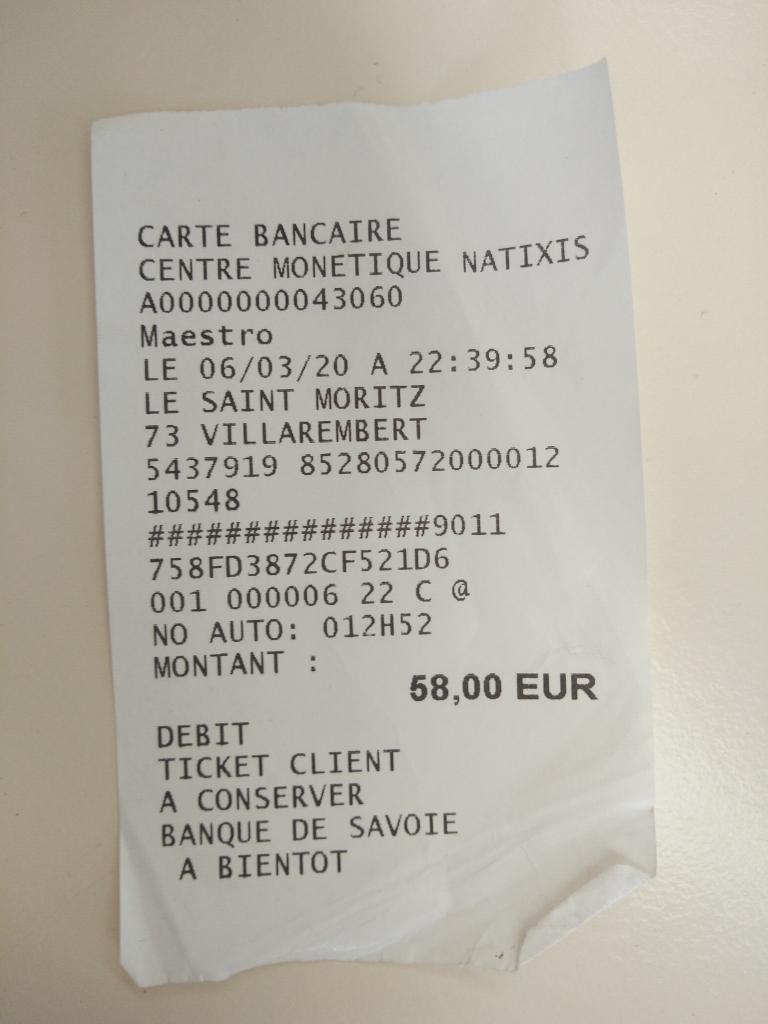 CARTE BANCAIRE
CENTRE MONETIQUE NATIXIS
A0000000043060
Maestro
LE 06/03/20 A 22:39:58
LE SAINT MORITZ
73 VILLAREMBERT
5437919 85280572000012
10548
###############9011
758FD3872CF521D6
001 000006 22 C @
NO AUTO: 012H52
MONTANT :
58,00 EUR
DEBIT
TICKET CLIENT
A CONSERVER
BANQUE DE SAVOIE
A BIENTOT